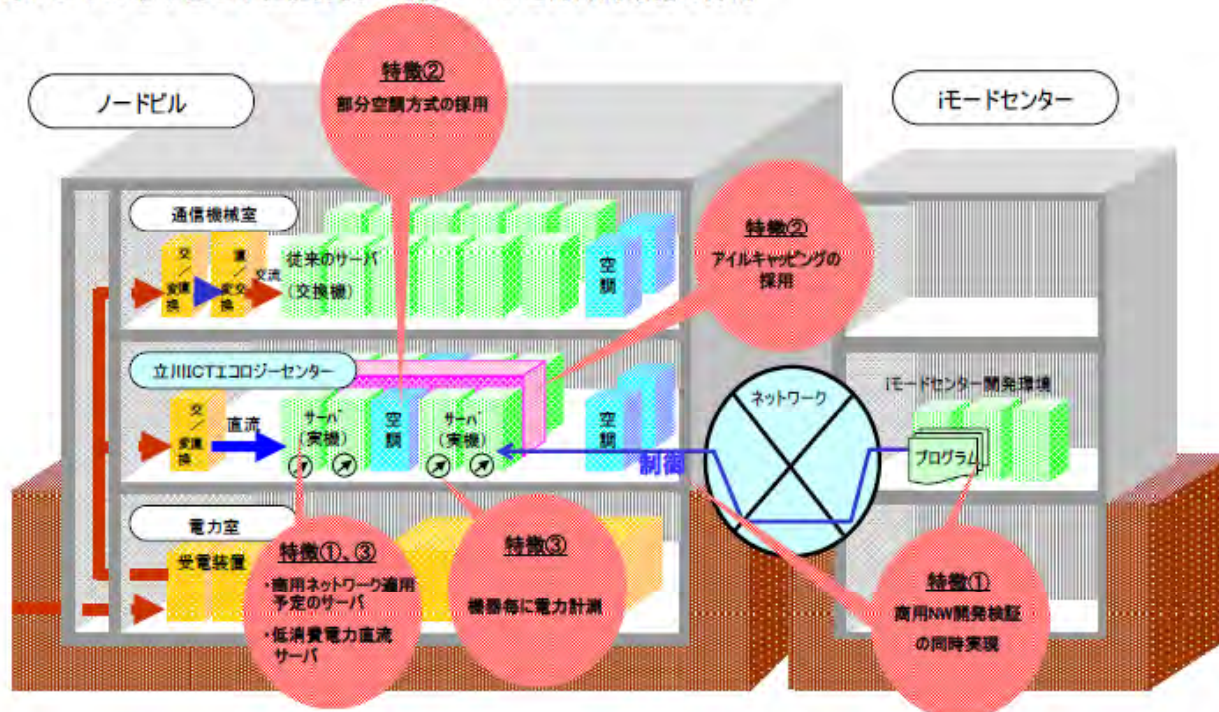 特徴②
部分空調方式の採用
ノードビル
iモードセンター
通信機械室
交/直変換
直/交変換
交流
従来のサーバ
(交換機)
空調
特徴②
アイルキャッピングの
採用
立川ICTエコロジーセンター
交/直変換
直流
サーバ
(実機)
空調
サーバ
(実機)
空調
制御
ネットワーク
iモードセンター開発環境
プログラム
電力室
受電装置
特徴①、③
・商用ネットワーク適用
予定のサーバ
・低消費電力直流
サーバ
特徴③
機器毎に電力計測
特徴①
商用NW開発検証
の同時実現